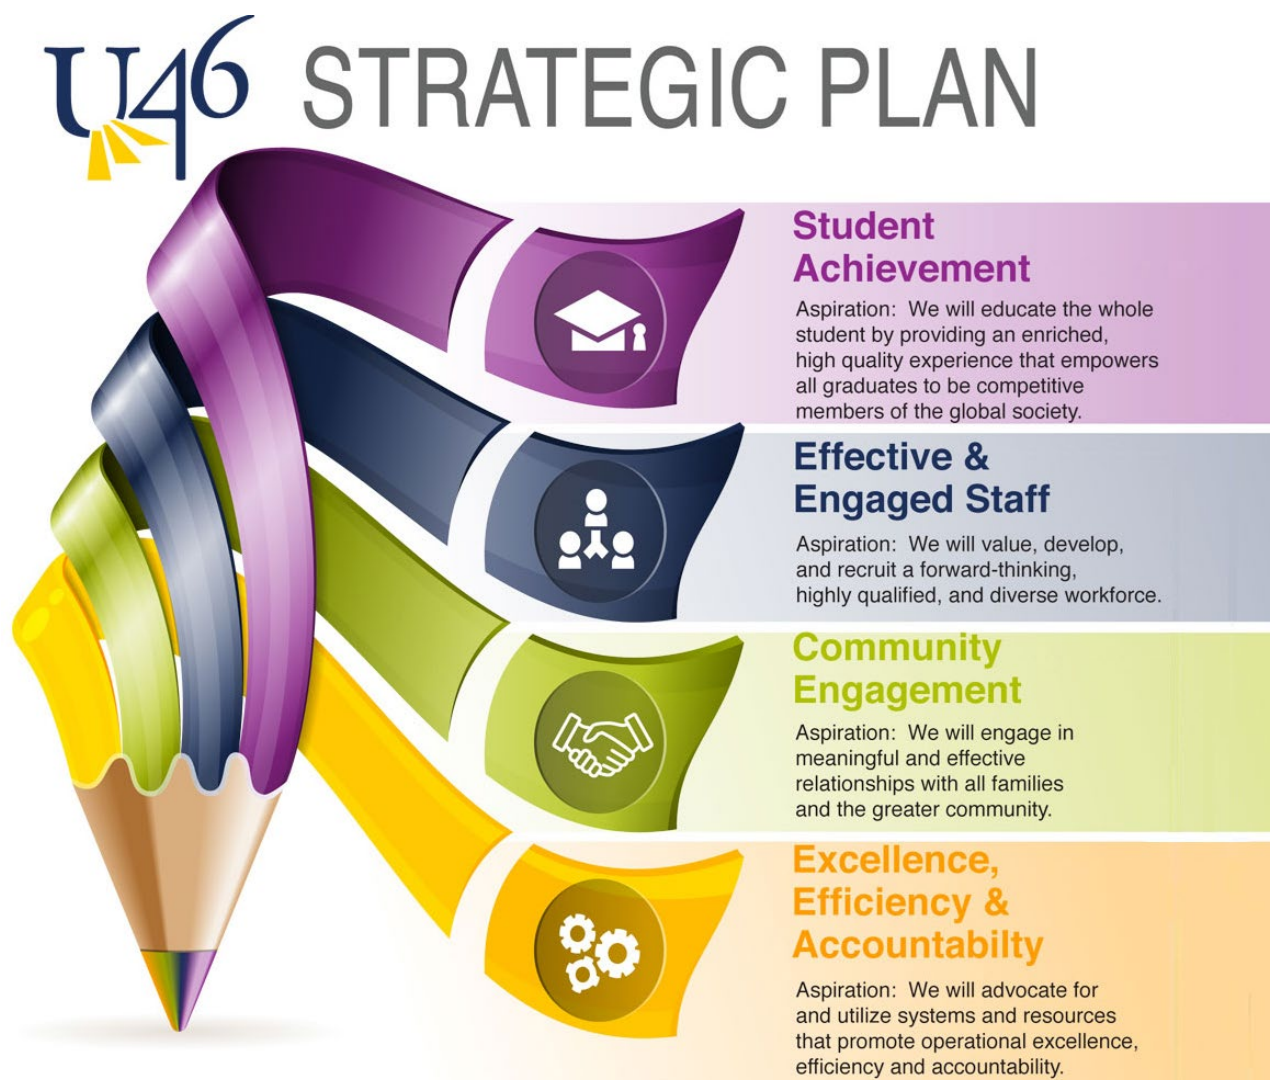 U46 STRATEGIC PLAN
Student
Achievement
Aspiration: We will educate the whole
student by providing an enriched,
high quality experience that empowers
all graduates to be competitive
members of the global society.
Effective &
Engaged Staff
Aspiration: We will value, develop,
and recruit a forward-thinking,
highly qualified, and diverse workforce.
Community
Engagement
Aspiration: We will engage in
meaningful and effective
relationships with all families
and the greater community.
Excellence,
Efficiency &
Accountabilty
Aspiration: We will advocate for
and utilize systems and resources
that promote operational excellence,
efficiency and accountability.